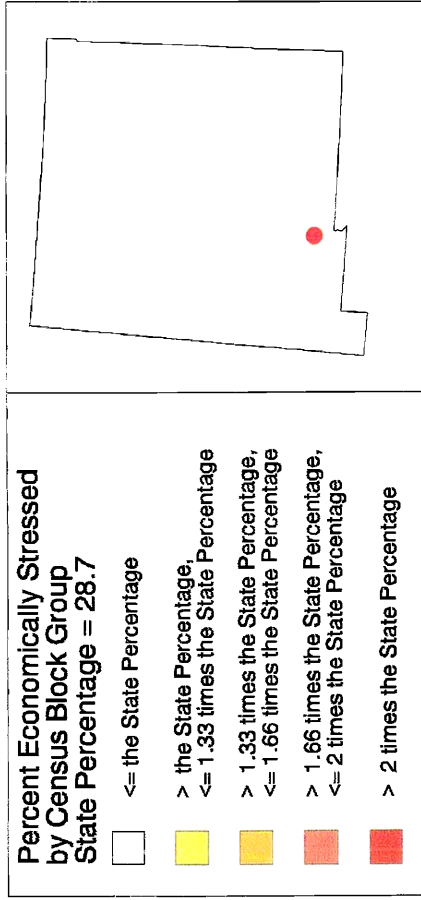 Percent Economically Stressed
by Census Block Group
State Percentage = 28.7
<= the State Percentage
> the State Percentage,
<= 1.33 times the State Percentage
> 1.33 times the State Percentage,
<= 1.66 times the State Percentage
> 1.66 times the State Percentage,
<= 2 times the State Percentage
> 2 times the State Percentage